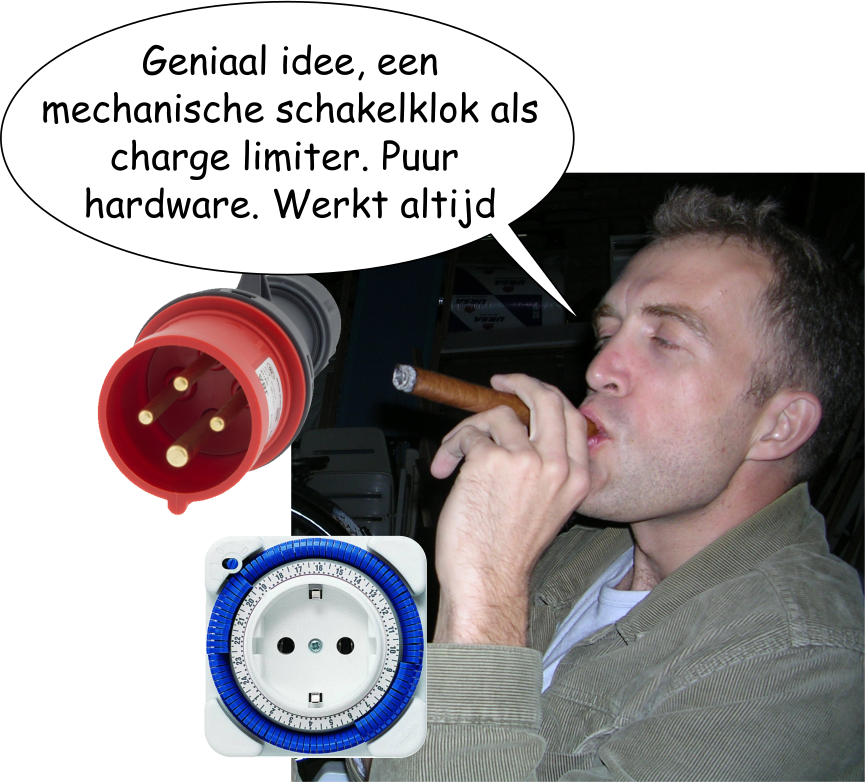 Geniaal idee, een
mechanische schakelklok als
charge limiter. Puur
hardware. Werkt altijd